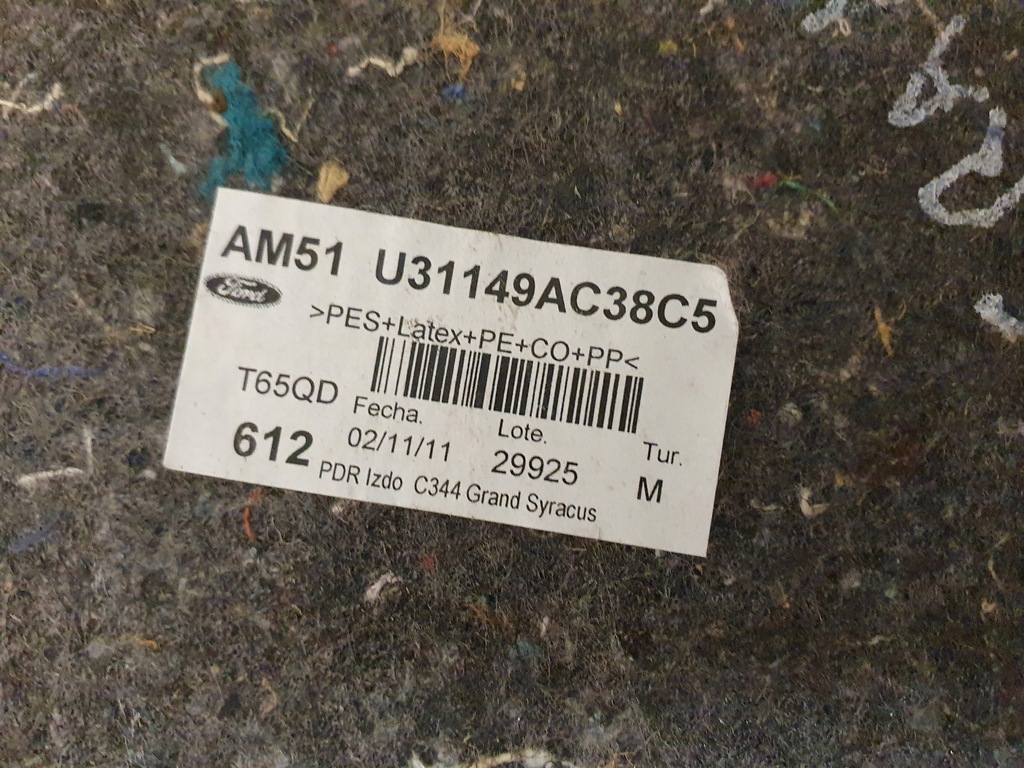 AM51 U31149AC38C5
Ford
>PES+Latex+PE+CO+PP<
T65QD
Fecha. Lote. Tur.
612 02/11/11 29925 M
PDR Izdo C344 Grand Syracus